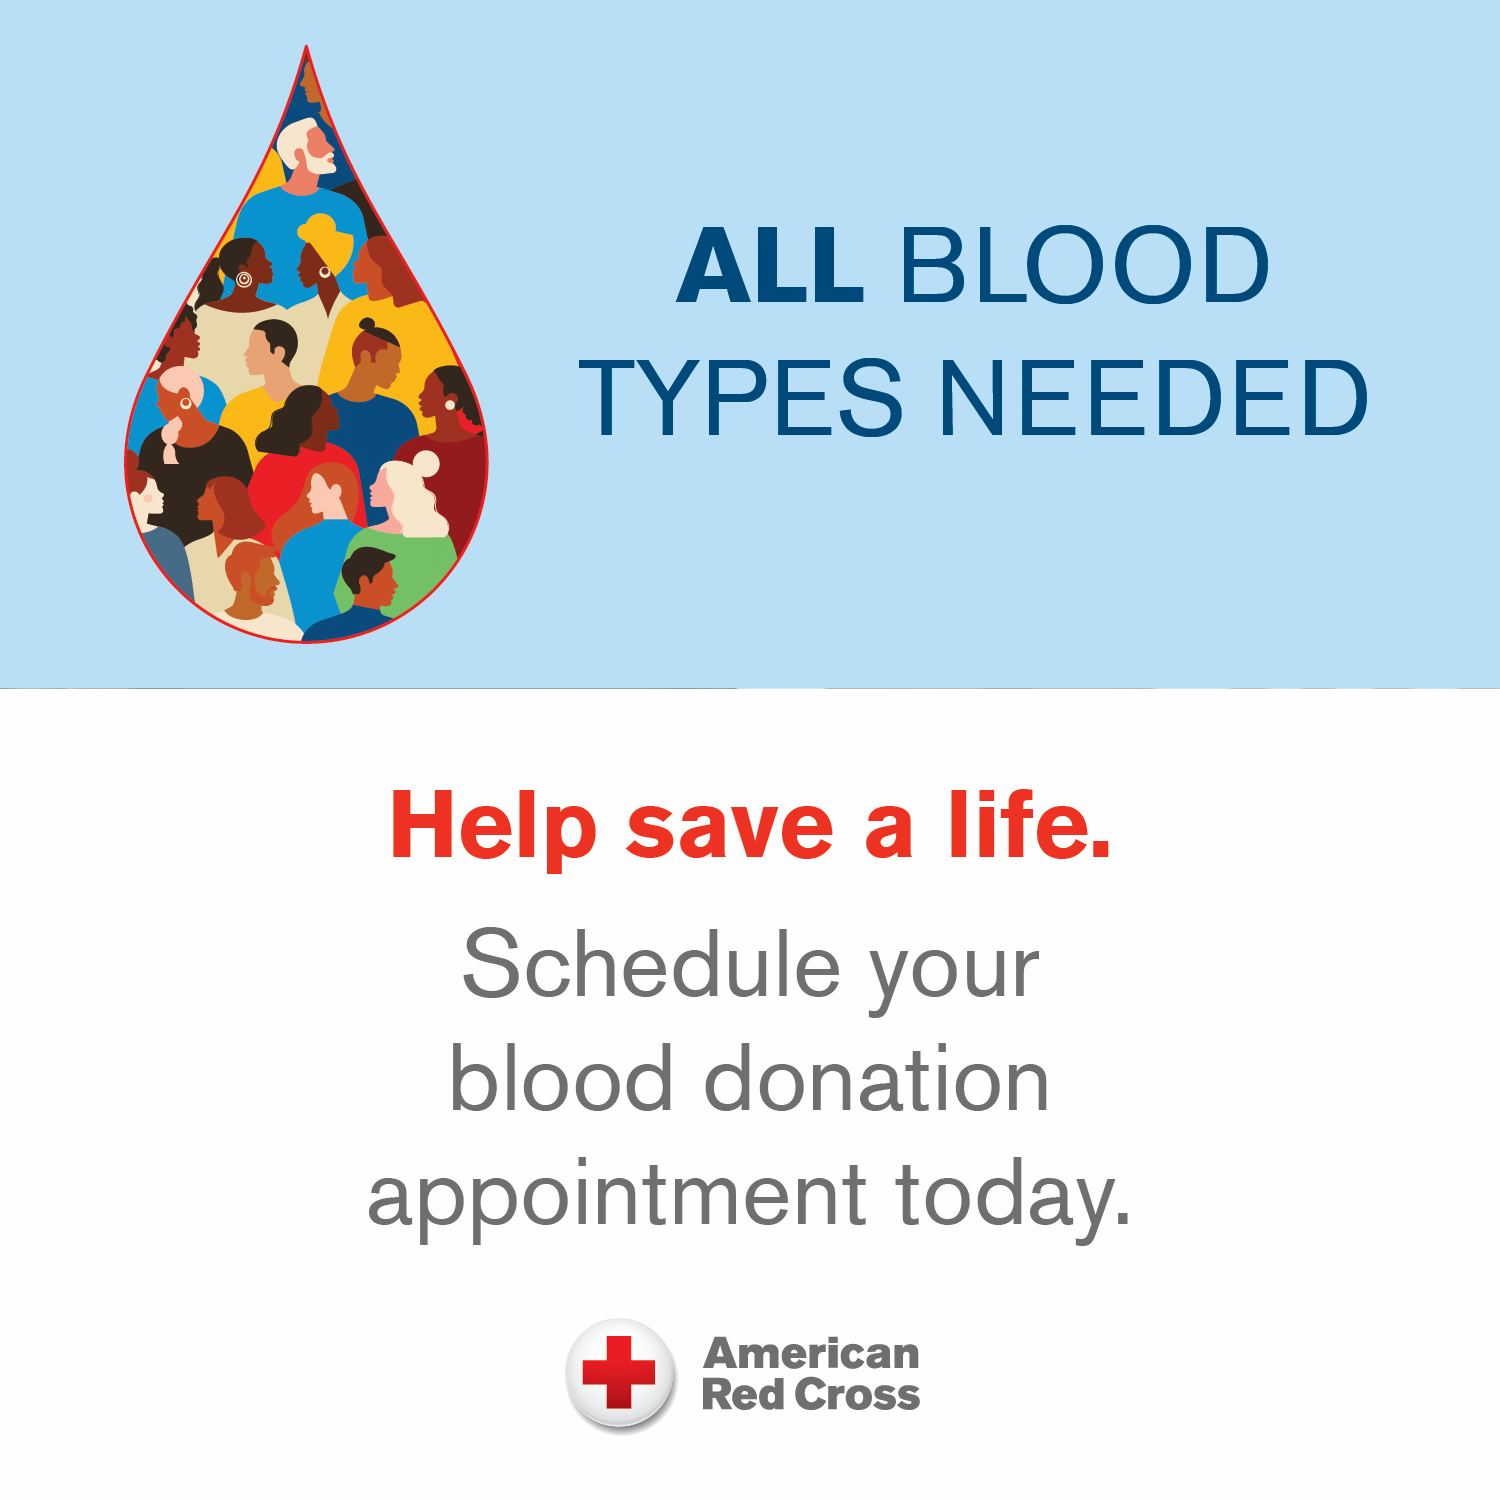 ALL BLOOD
TYPES NEEDED
Help save a life.
Schedule your
blood donation
appointment today.
American
Red Cross